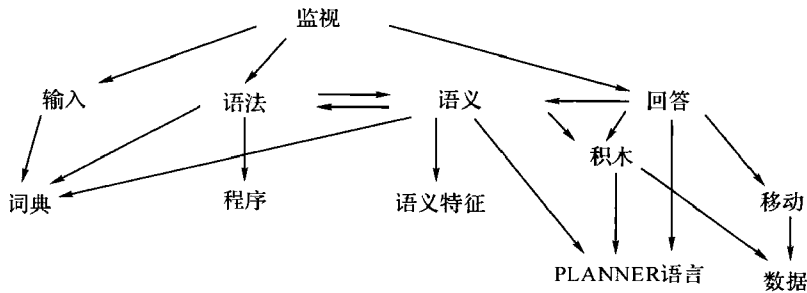 监视
输入
语法
语义
回答
积木
词典
程序
语义特征
移动
PLANNER语言
数据